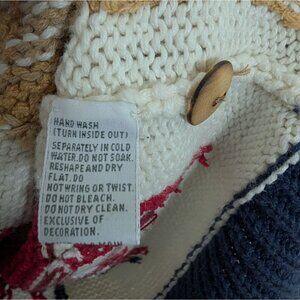 HAND WASH
(TURN INSIDE OUT)
SEPARATELY IN COLD
WATER. DO NOT SOAK.
RESHAPE AND DRY
FLAT. DO
NOT WRING OR TWIST.
DO NOT BLEACH.
DO NOT DRY CLEAN.
EXCLUSIVE OF
DECORATION.